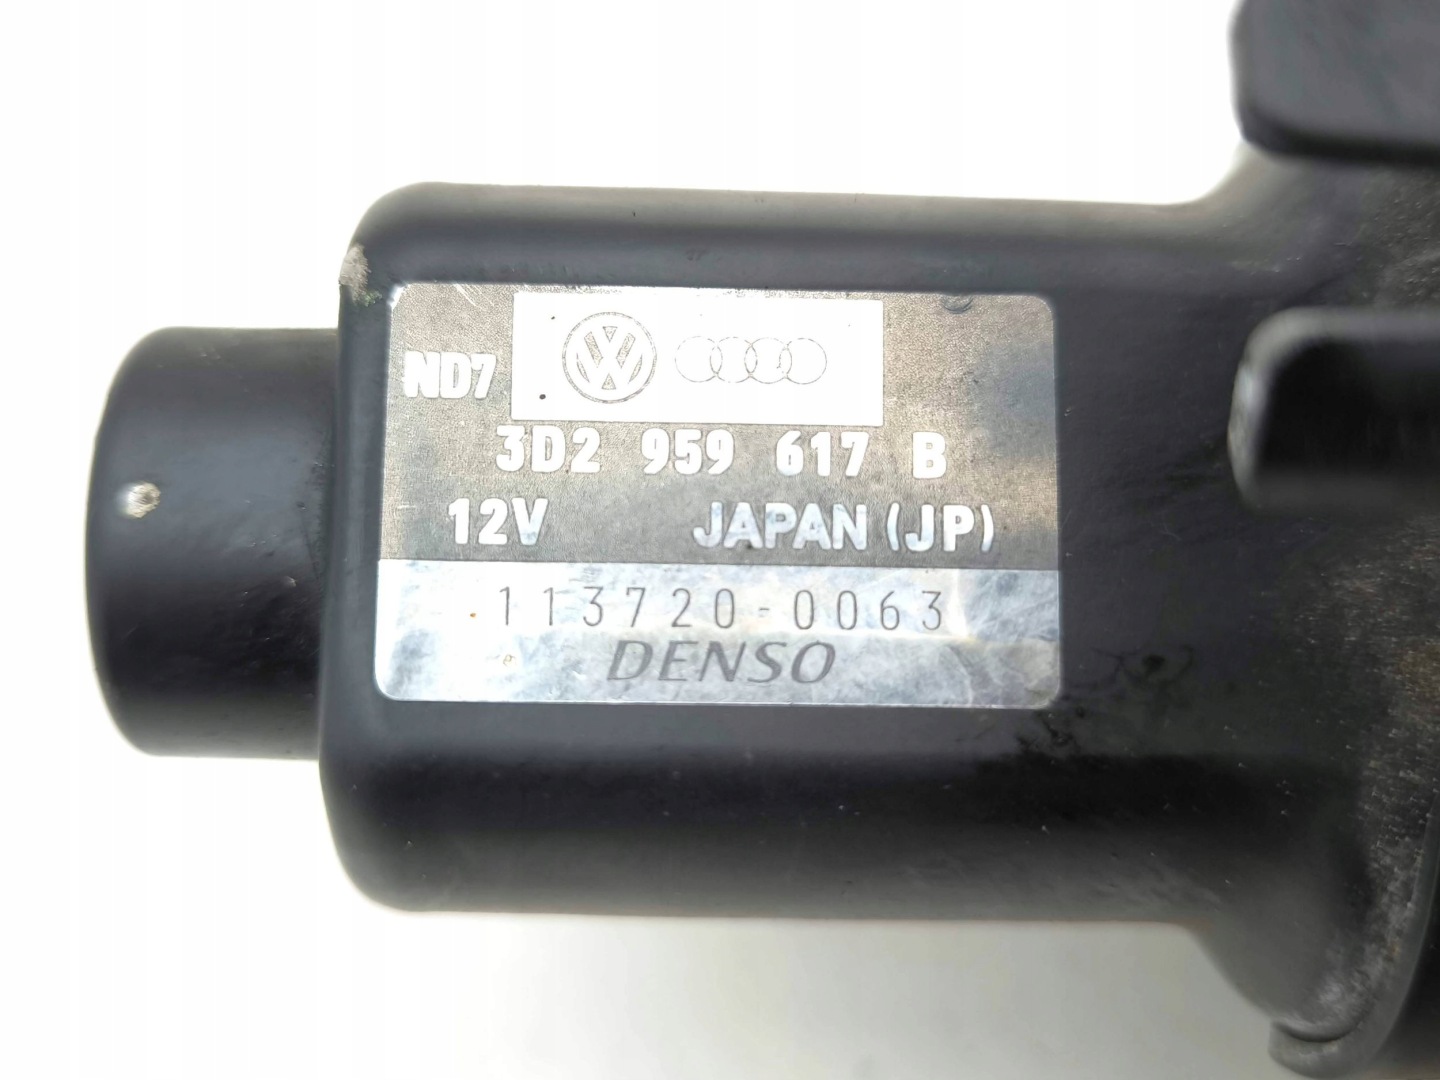 ND7
3D2 959 617 B
12V JAPAN (JP)
113720-0063
DENSO